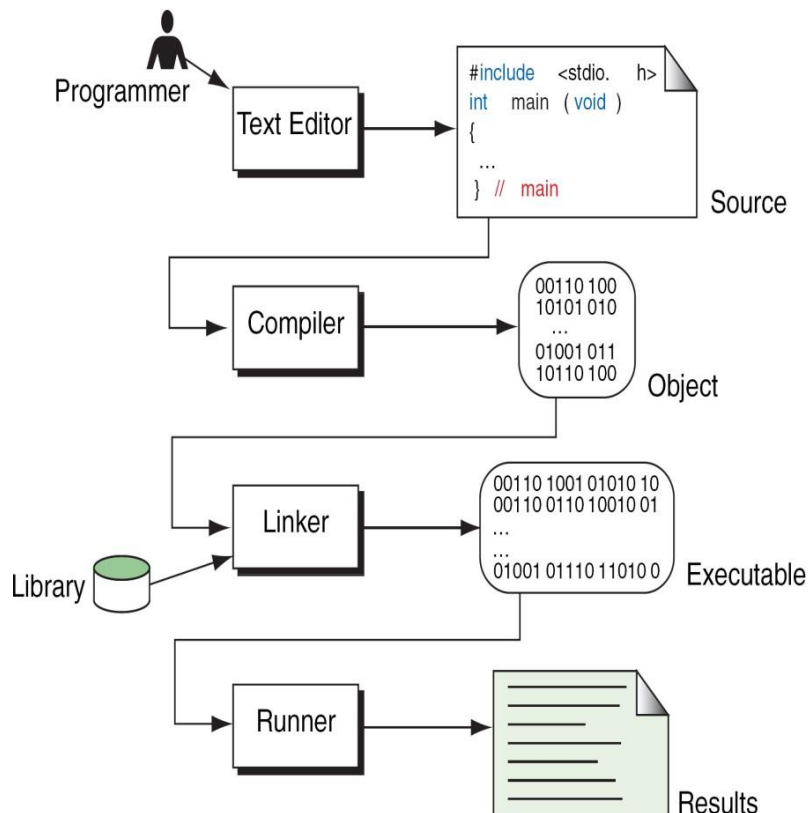 Programmer
Text Editor
#include <stdio. h>
int main ( void )
{
...
} // main
Source
Compiler
00110 100
10101 010
...
01001 011
10110 100
Object
Linker
Library
00110 1001 01010 10
00110 0110 10010 01
...
...
01001 01110 11010 0
Executable
Runner
Results